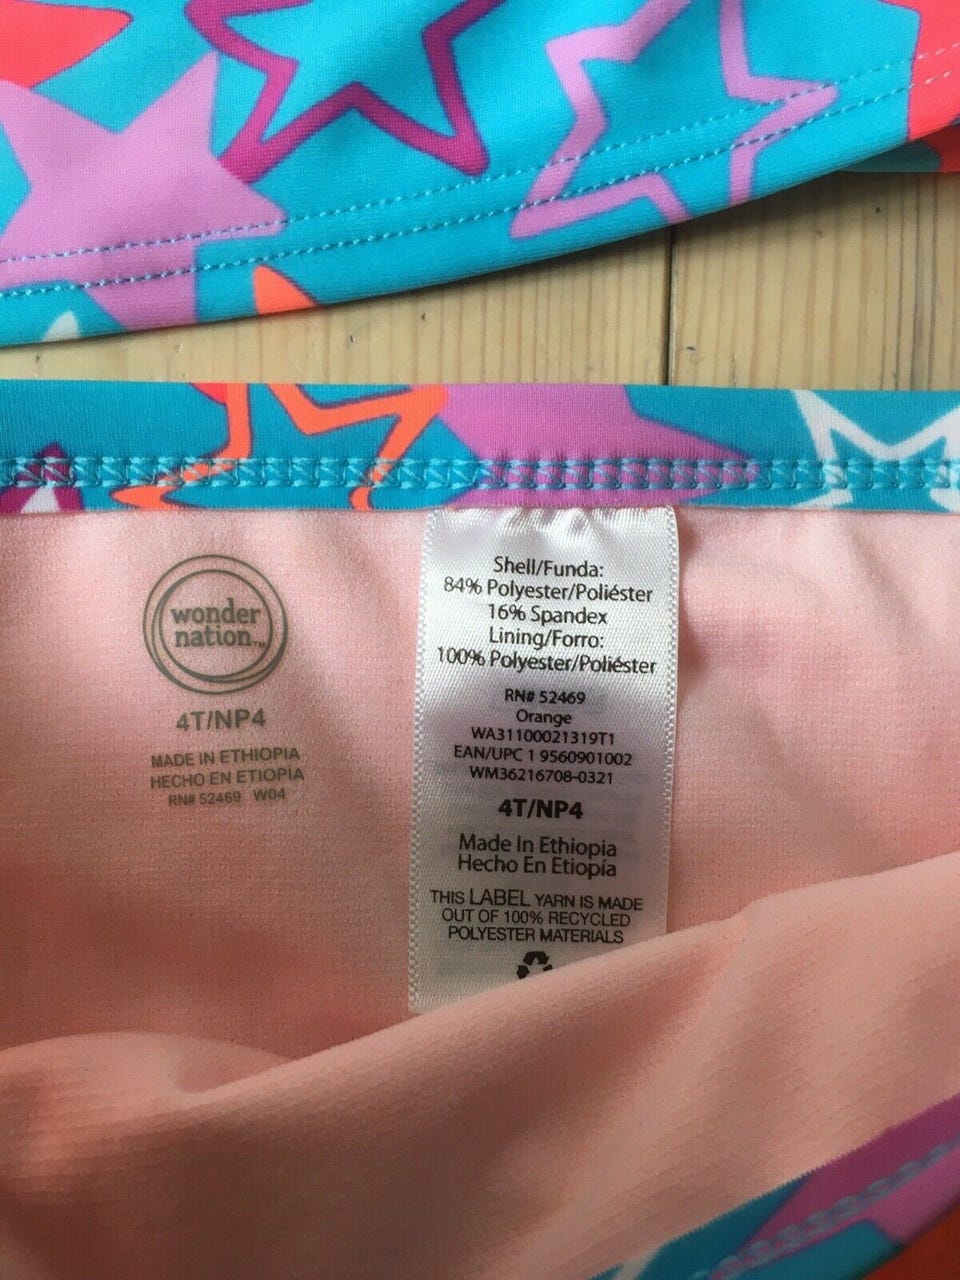 wonder
nation™
4T/NP4
MADE IN ETHIOPIA
HECHO EN ETIOPÍA
RN# 52469 W04
Shell/Funda:
84% Polyester/Poliéster
16% Spandex
Lining/Forro:
100% Polyester/Poliéster
RN# 52469
Orange
WA31100021319T1
EAN/UPC 1 9560901002
WM36216708-0321
4T/NP4
Made In Ethiopia
Hecho En Etiopía
THIS LABEL YARN IS MADE
OUT OF 100% RECYCLED
POLYESTER MATERIALS